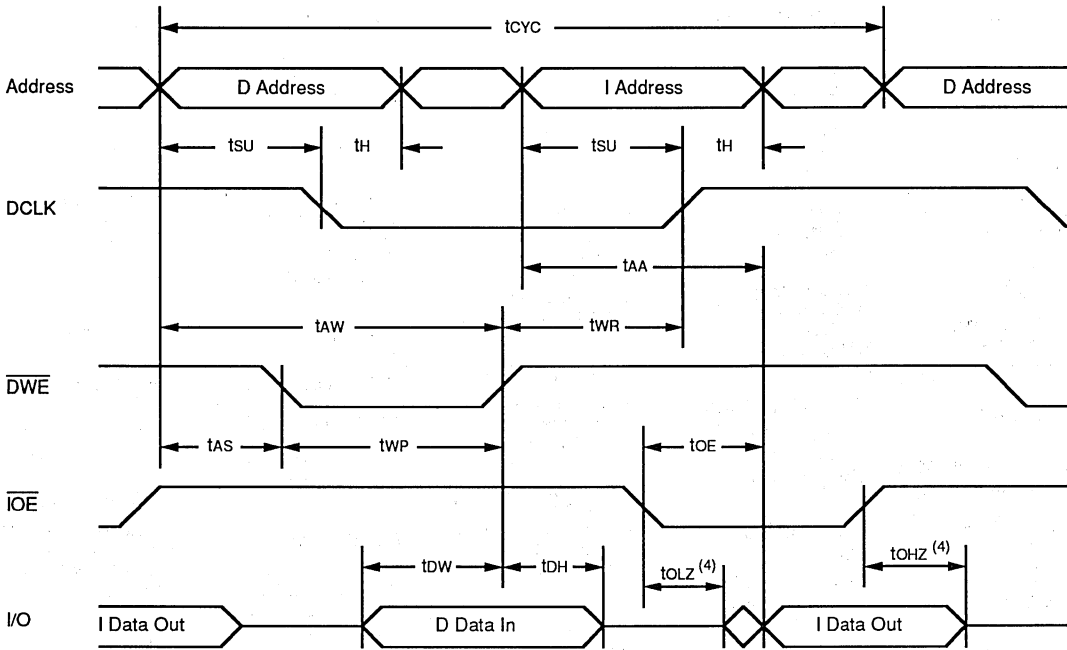 tCYC
Address D Address I Address D Address
tSU tH tSU tH
DCLK
tAA
tAW tWR
DWE
tAS tWP tOE
IOE
tDW tDH tOLZ (4) tOHZ (4)
I/O I Data Out D Data In I Data Out